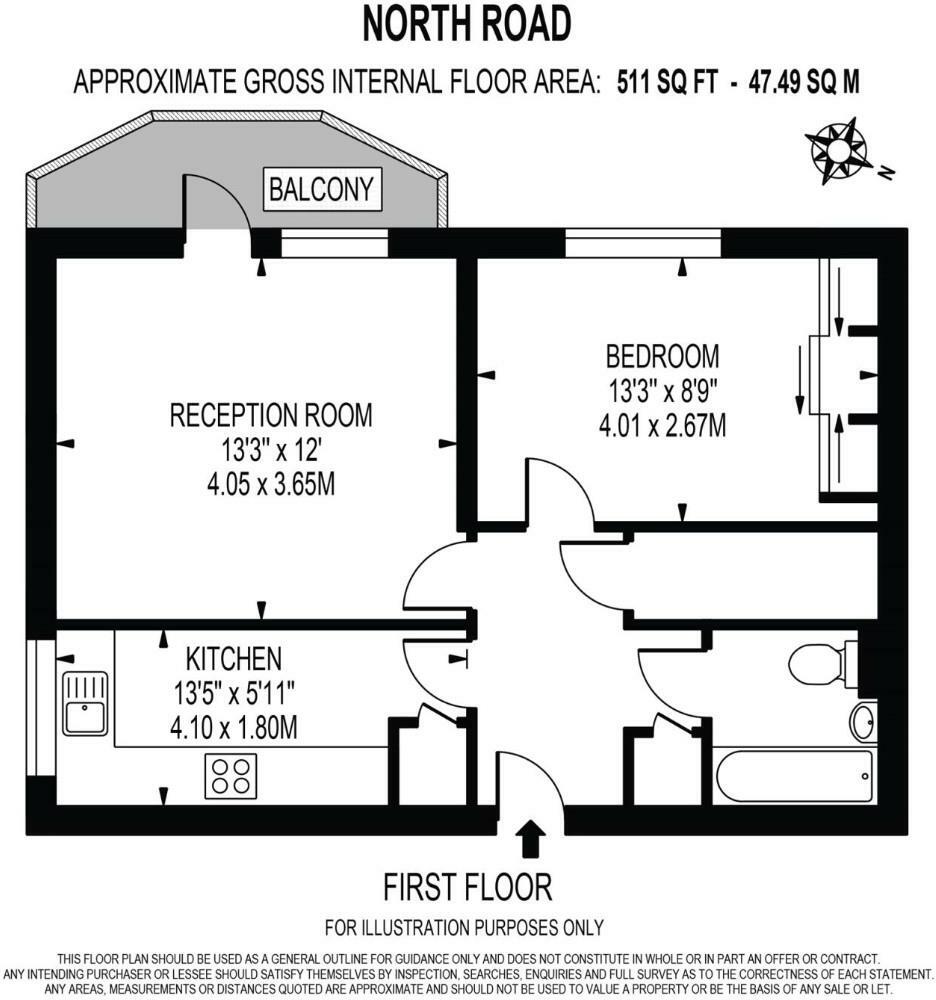 NORTH ROAD
APPROXIMATE GROSS INTERNAL FLOOR AREA: 511 SQ FT - 47.49 SQ M
N
BALCONY
BEDROOM
13'3" x 8'9"
4.01 x 2.67M
RECEPTION ROOM
13'3" x 12'
4.05 x 3.65M
KITCHEN
13'5" x 5'11"
4.10 x 1.80M
FIRST FLOOR
FOR ILLUSTRATION PURPOSES ONLY
THIS FLOOR PLAN SHOULD BE USED AS A GENERAL OUTLINE FOR GUIDANCE ONLY AND DOES NOT CONSTITUTE IN WHOLE OR IN PART AN OFFER OR CONTRACT.
ANY INTENDING PURCHASER OR LESSEE SHOULD SATISFY THEMSELVES BY INSPECTION, SEARCHES, ENQUIRIES AND FULL SURVEY AS TO THE CORRECTNESS OF EACH STATEMENT.
ANY AREAS, MEASUREMENTS OR DISTANCES QUOTED ARE APPROXIMATE AND SHOULD NOT BE USED TO VALUE A PROPERTY OR BE THE BASIS OF ANY SALE OR LET.